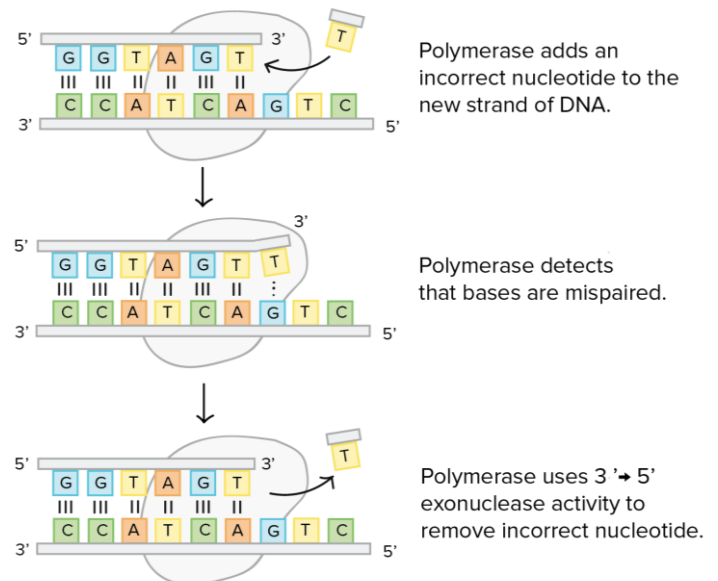 T
5' 3'
G G T A G T
C C A T C A G T C
3' 5'
Polymerase adds an
incorrect nucleotide to the
new strand of DNA.
3'
5'
G G T A G T T
C C A T C A G T C
3' 5'
Polymerase detects
that bases are mispaired.
T
5' 3'
G G T A G T
C C A T C A G T C
3' 5'
Polymerase uses 3 '→ 5'
exonuclease activity to
remove incorrect nucleotide.